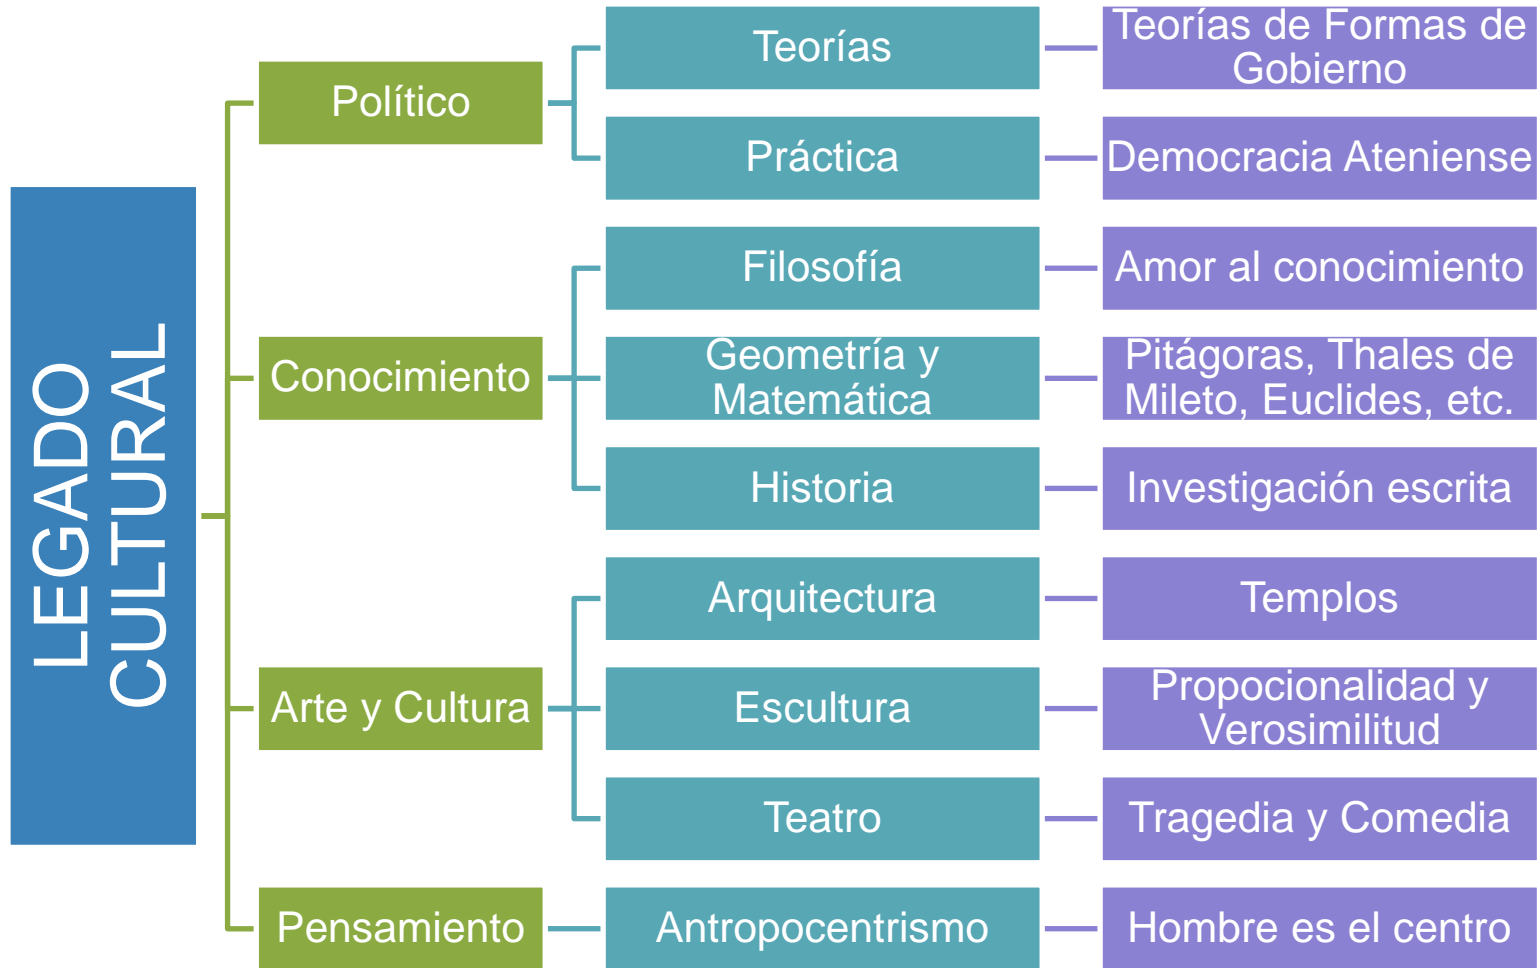 LEGADO
CULTURAL
Político
Teorías
Teorías de Formas de
Gobierno
Práctica
Democracia Ateniense
Conocimiento
Filosofía
Amor al conocimiento
Geometría y
Matemática
Pitágoras, Thales de
Mileto, Euclides, etc.
Historia
Investigación escrita
Arte y Cultura
Arquitectura
Templos
Escultura
Propocionalidad y
Verosimilitud
Teatro
Tragedia y Comedia
Pensamiento
Antropocentrismo
Hombre es el centro